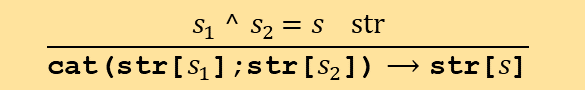 s₁ ^ s₂ = s str
cat(str[s₁];str[s₂]) ⟶ str[s]